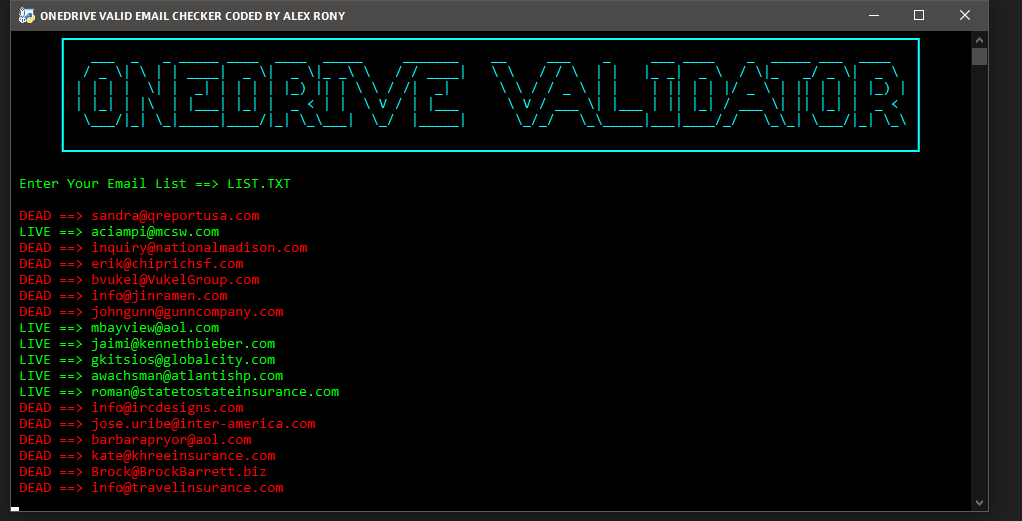 ONEDRIVE VALID EMAIL CHECKER CODED BY ALEX RONY
ONEDRIVE VALIDATOR
Enter Your Email List ==> LIST.TXT
DEAD ==> sandra@qreportusa.com
LIVE ==> aciampi@mcsw.com
DEAD ==> inquiry@nationalmadison.com
DEAD ==> erik@chiprichsf.com
DEAD ==> bvukel@VukelGroup.com
DEAD ==> info@jinramen.com
DEAD ==> johngunn@gunncompany.com
LIVE ==> mbayview@aol.com
LIVE ==> jaimi@kennethbieber.com
LIVE ==> gkitsios@globalcity.com
LIVE ==> awachsman@atlantishp.com
LIVE ==> roman@statetostateinsurance.com
DEAD ==> info@ircdesigns.com
DEAD ==> jose.uribe@inter-america.com
DEAD ==> barbarapryor@aol.com
DEAD ==> kate@khreeinsurance.com
DEAD ==> Brock@BrockBarrett.biz
DEAD ==> info@travelinsurance.com